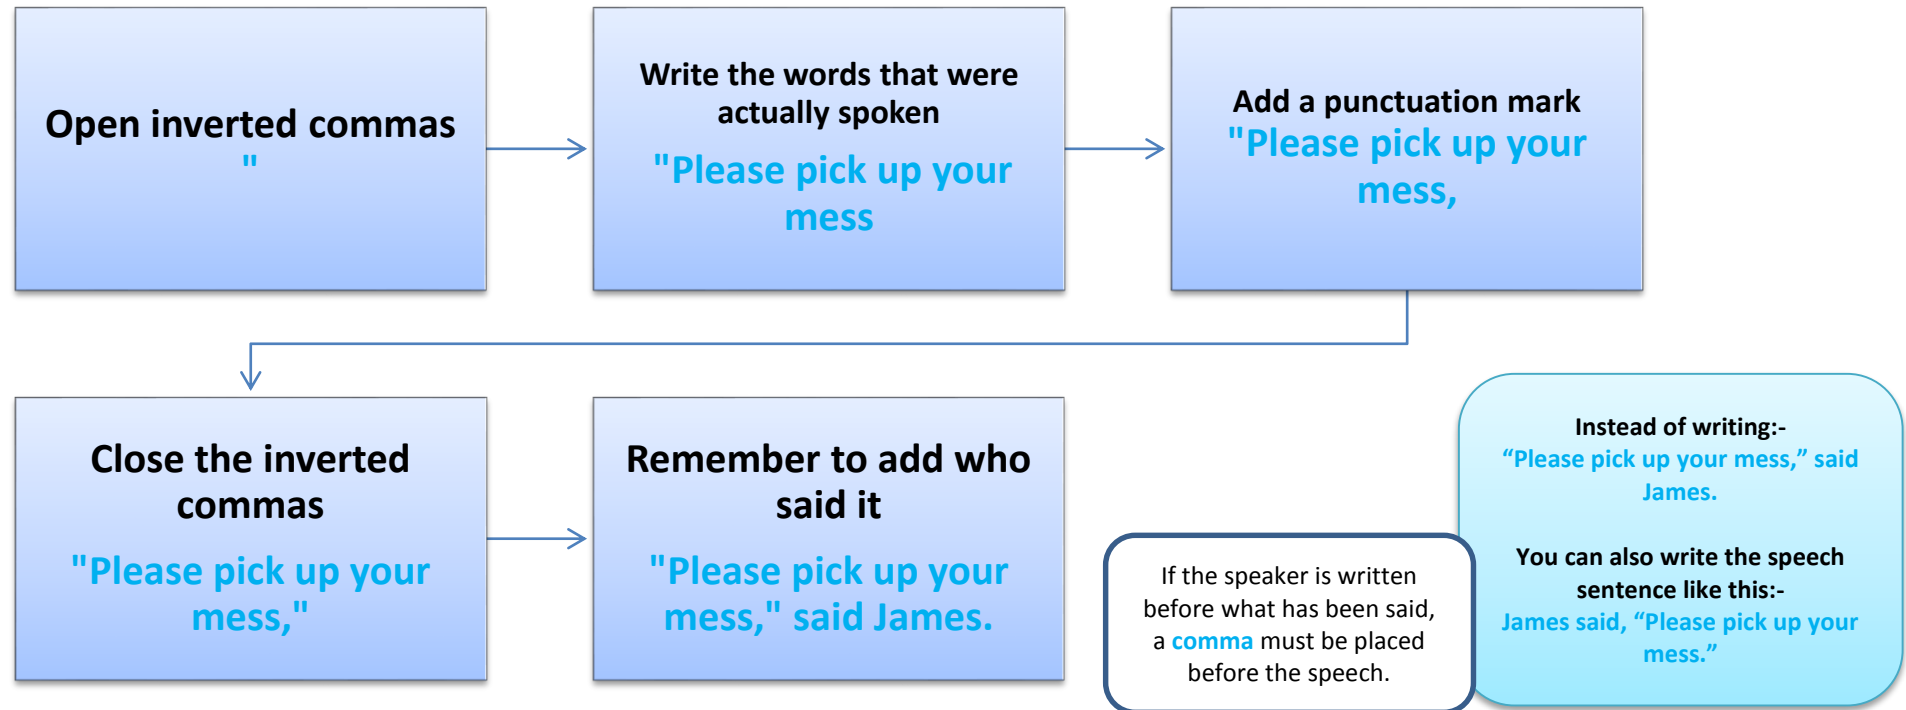 Open inverted commas
"
Write the words that were
actually spoken
"Please pick up your
mess
Add a punctuation mark
"Please pick up your
mess,
Close the inverted
commas
"Please pick up your
mess,"
Remember to add who
said it
"Please pick up your
mess," said James.
If the speaker is written
before what has been said,
a comma must be placed
before the speech.
Instead of writing:-
“Please pick up your mess,” said
James.
You can also write the speech
sentence like this:-
James said, “Please pick up your
mess.”